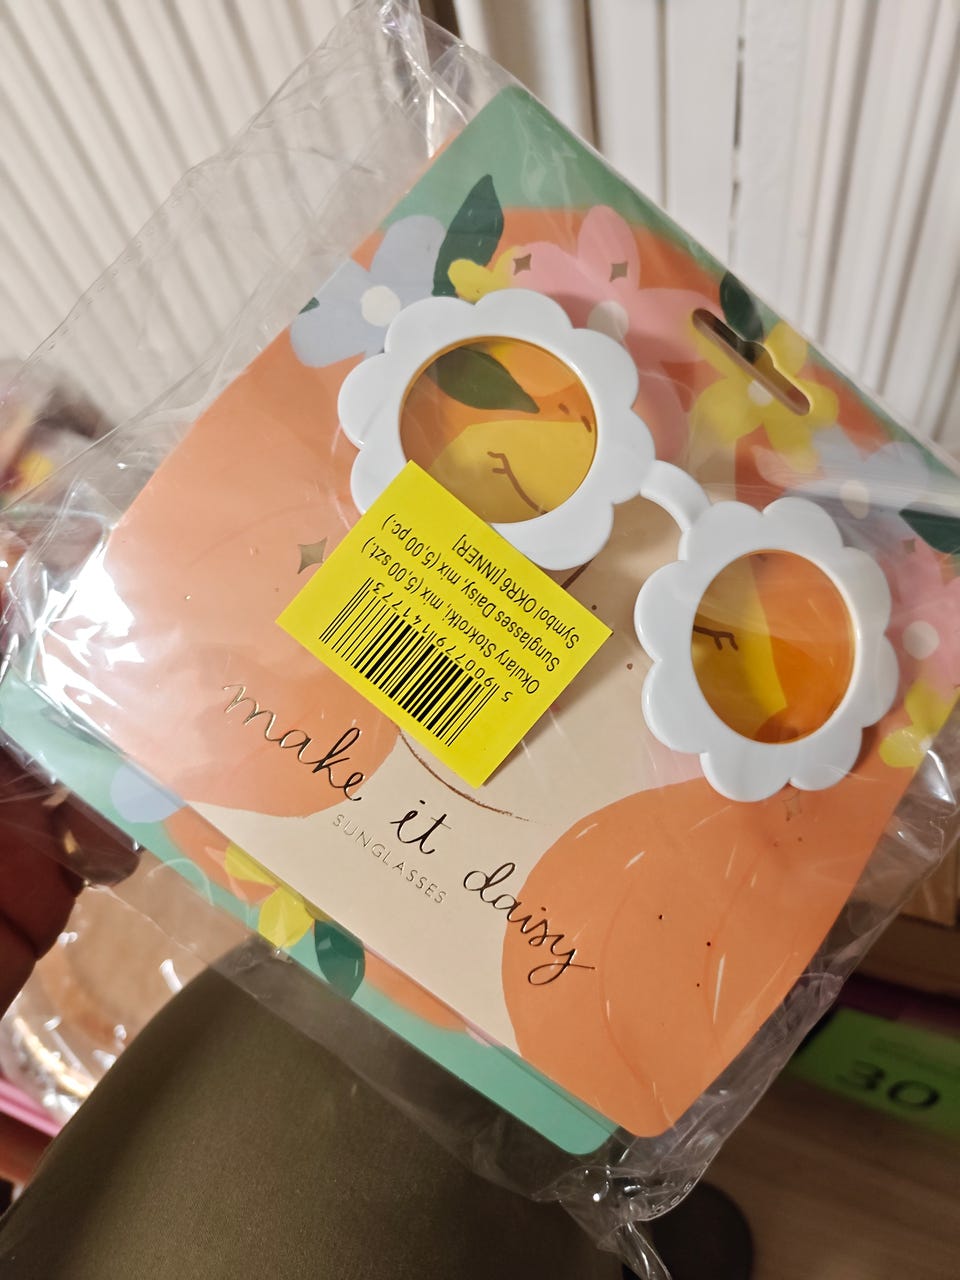 make it daisy
SUNGLASSES
5 900779 141773
Okulary Stokrotki, mix (5,00 szt.)
Sunglasses Daisy, mix (5,00 pc.)
Symbol OKR6 [INNER]
30